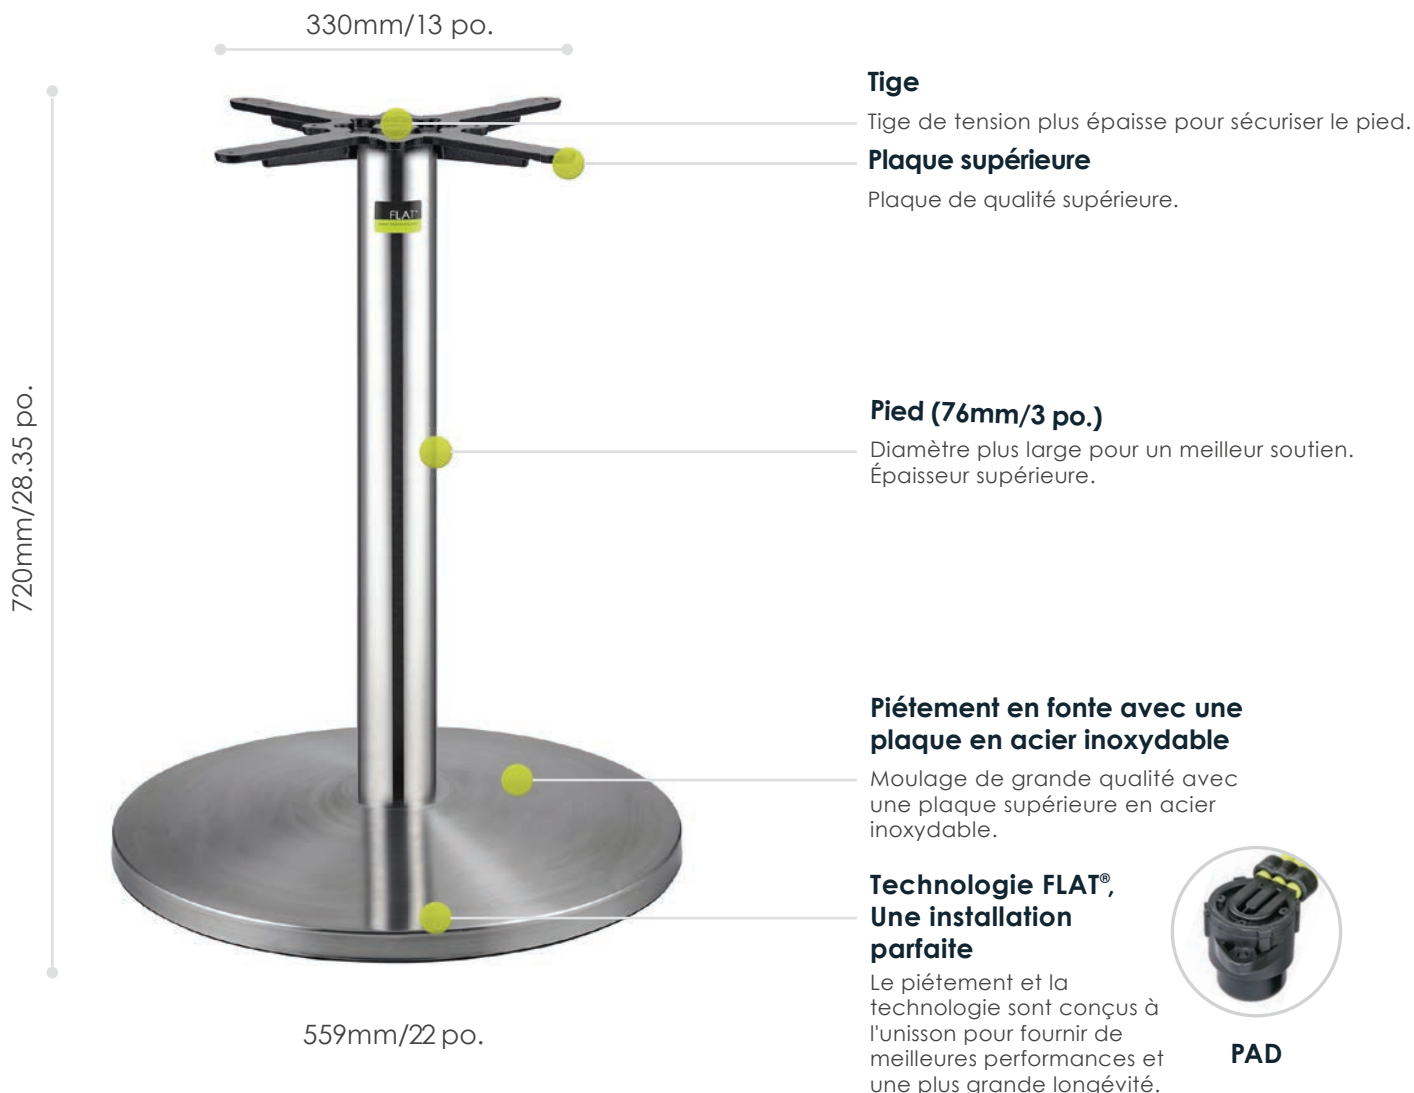 330mm/13 po.
Tige
Tige de tension plus épaisse pour sécuriser le pied.
Plaque supérieure
Plaque de qualité supérieure.
FLAT®
720mm/28.35 po.
Pied (76mm/3 po.)
Diamètre plus large pour un meilleur soutien.
Épaisseur supérieure.
Piétement en fonte avec une
plaque en acier inoxydable
Moulage de grande qualité avec
une plaque supérieure en acier
inoxydable.
Technologie FLAT®,
Une installation
parfaite
Le piétement et la
technologie sont conçus à
l'unisson pour fournir de
meilleures performances et
une plus grande longévité.
PAD
559mm/22 po.